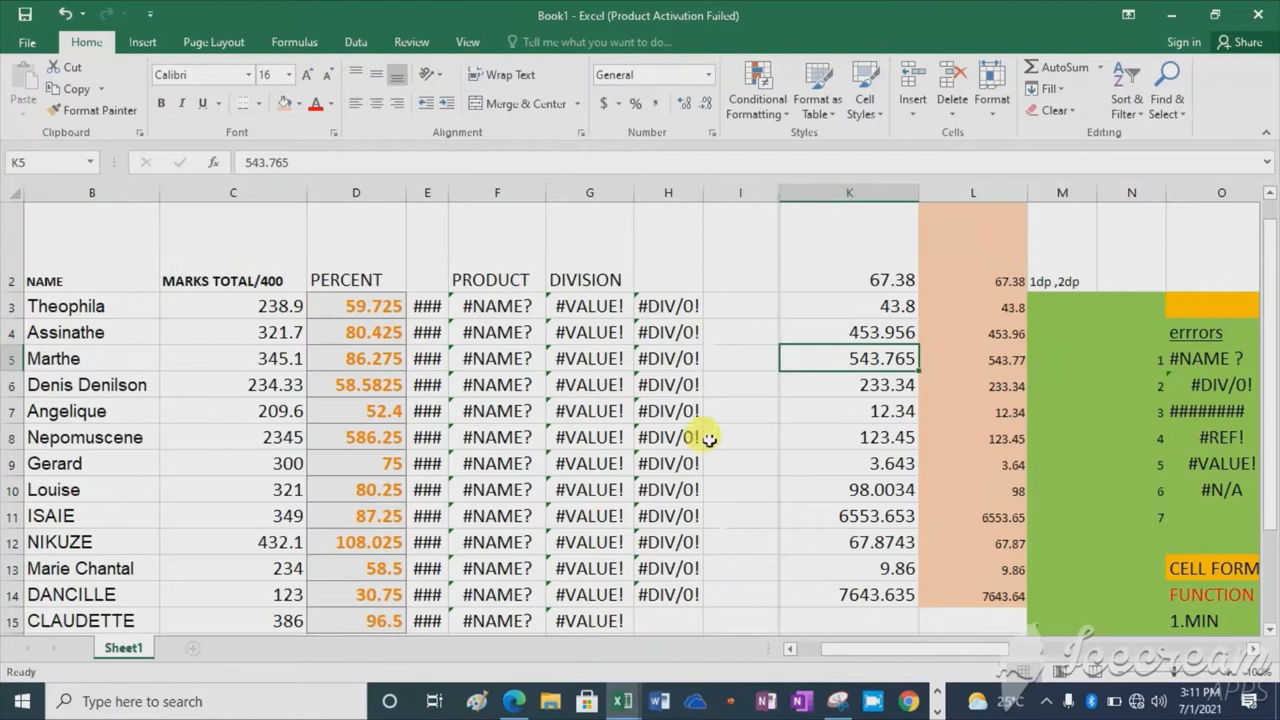 Book1 - Excel (Product Activation Failed)
File Home Insert Page Layout Formulas Data Review View Tell me what you want to do... Sign in Share
Cut Calibri 16 Wrap Text General AutoSum
Copy Fill
Paste Format Painter Merge & Center $ % Conditional Formatting Format as Table Cell Styles Insert Delete Format Clear Sort & Filter Find & Select
Clipboard Font Alignment Number Styles Cells Editing
K5 fx 543.765
B C D E F G H I K L M N O
2 NAME MARKS TOTAL/400 PERCENT PRODUCT DIVISION 67.38 67.38 1dp ,2dp
3 Theophila 238.9 59.725 ### #NAME? #VALUE! #DIV/0! 43.8 43.8
4 Assinathe 321.7 80.425 ### #NAME? #VALUE! #DIV/0! 453.956 453.96 errrors
5 Marthe 345.1 86.275 ### #NAME? #VALUE! #DIV/0! 543.765 543.77 1 #NAME ?
6 Denis Denilson 234.33 58.5825 ### #NAME? #VALUE! #DIV/0! 233.34 233.34 2 #DIV/0!
7 Angelique 209.6 52.4 ### #NAME? #VALUE! #DIV/0! 12.34 12.34 3 ########
8 Nepomuscene 2345 586.25 ### #NAME? #VALUE! #DIV/0! 123.45 123.45 4 #REF!
9 Gerard 300 75 ### #NAME? #VALUE! #DIV/0! 3.643 3.64 5 #VALUE!
10 Louise 321 80.25 ### #NAME? #VALUE! #DIV/0! 98.0034 98 6 #N/A
11 ISAIE 349 87.25 ### #NAME? #VALUE! #DIV/0! 6553.653 6553.65 7
12 NIKUZE 432.1 108.025 ### #NAME? #VALUE! #DIV/0! 67.8743 67.87
13 Marie Chantal 234 58.5 ### #NAME? #VALUE! #DIV/0! 9.86 9.86 CELL FORM
14 DANCILLE 123 30.75 ### #NAME? #VALUE! #DIV/0! 7643.635 7643.64 FUNCTION
15 CLAUDETTE 386 96.5 ### #NAME? #VALUE! 1.MIN
Sheet1
Icecream
APPS
Ready 100%
Type here to search 25°C 3:11 PM
7/1/2021